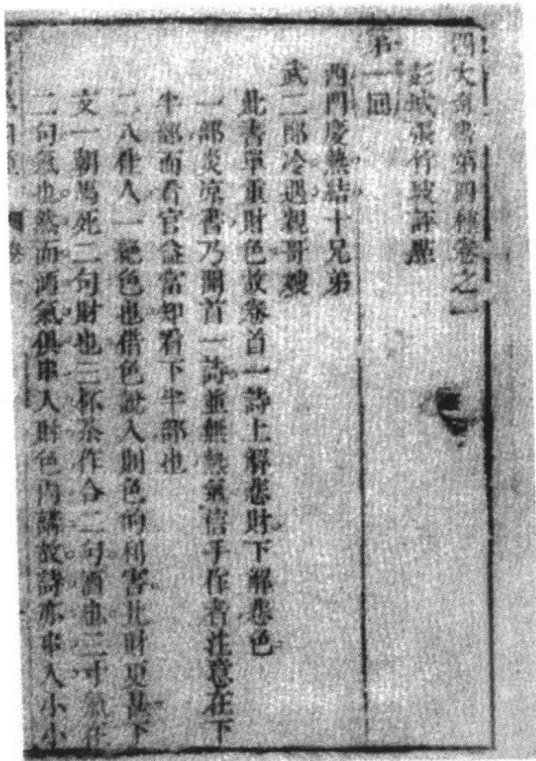 四大奇書第四種卷之一
彭城張竹坡評點
第一回
西門慶熱結十兄弟
武二郎冷遇親哥嫂
此書單重財色故卷首一詩上解悲財下解悲色
一部炎凉書乃開首一詩並無熱氣信乎作者注意在下
半部而看官益當知看下半部也
二八佳人一絕色也借色說入則色的利害比財更甚下
文一朝馬死二句財也三杯茶作合二句酒也三寸氣在
二句氣也然而酒氣俱串入財色內講故詩亦串入小小